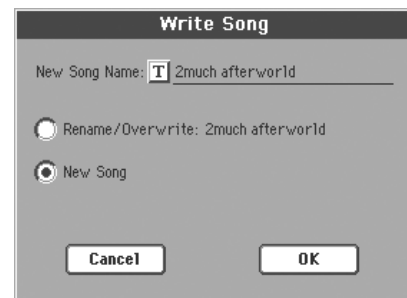 Write Song
New Song Name: T 2much afterworld
Rename/Overwrite: 2much afterworld
New Song
Cancel OK